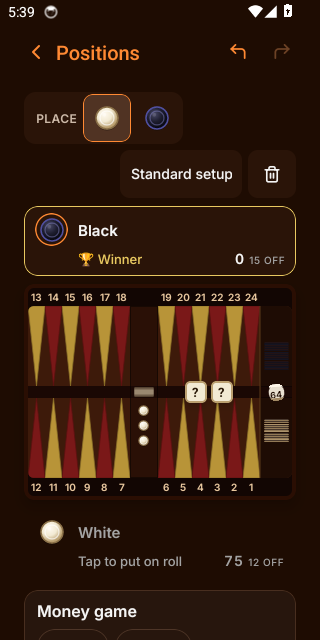 5:39
Positions
PLACE
Standard setup
Black
🏆 Winner 0 15 OFF
13 14 15 16 17 18 19 20 21 22 23 24
? ? 64
12 11 10 9 8 7 6 5 4 3 2 1
White
Tap to put on roll 75 12 OFF
Money game